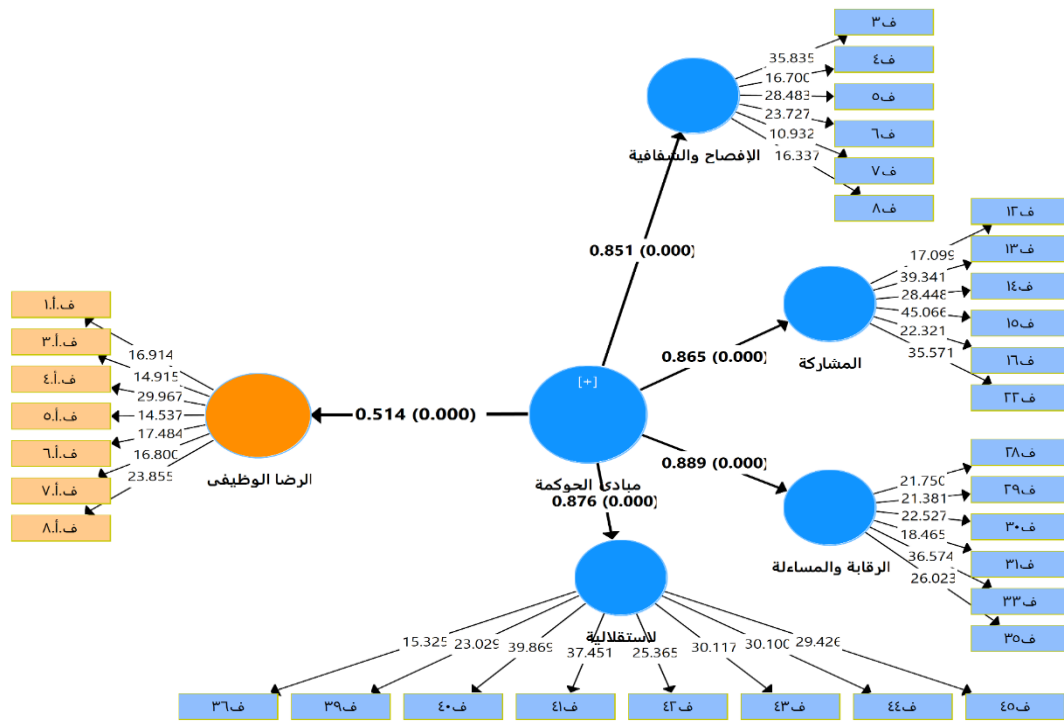 ف٣
ف٤
ف٥
ف٦
ف٧
ف٨
35.835
16.700
28.483
23.727
10.932
16.337
الإفصاح والشفافية
0.851 (0.000)
ف١٢
ف١٣
ف١٤
ف١٥
ف١٦
ف٢٢
17.099
39.341
28.448
45.066
22.321
35.571
المشاركة
0.865 (0.000)
ف.أ.١
ف.أ.٣
ف.أ.٤
ف.أ.٥
ف.أ.٦
ف.أ.٧
ف.أ.٨
16.914
14.915
29.967
14.537
17.484
16.800
23.855
الرضا الوظيفى
0.514 (0.000)
[+]
مبادئ الحوكمة
0.889 (0.000)
0.876 (0.000)
ف٢٨
ف٢٩
ف٣٠
ف٣١
ف٣٣
ف٣٥
21.750
21.381
22.527
18.465
36.574
26.023
الرقابة والمساءلة
لاستقلالية
15.325
23.029
39.869
37.451
25.365
30.117
30.100
29.426
ف٣٦
ف٣٩
ف٤٠
ف٤١
ف٤٢
ف٤٣
ف٤٤
ف٤٥